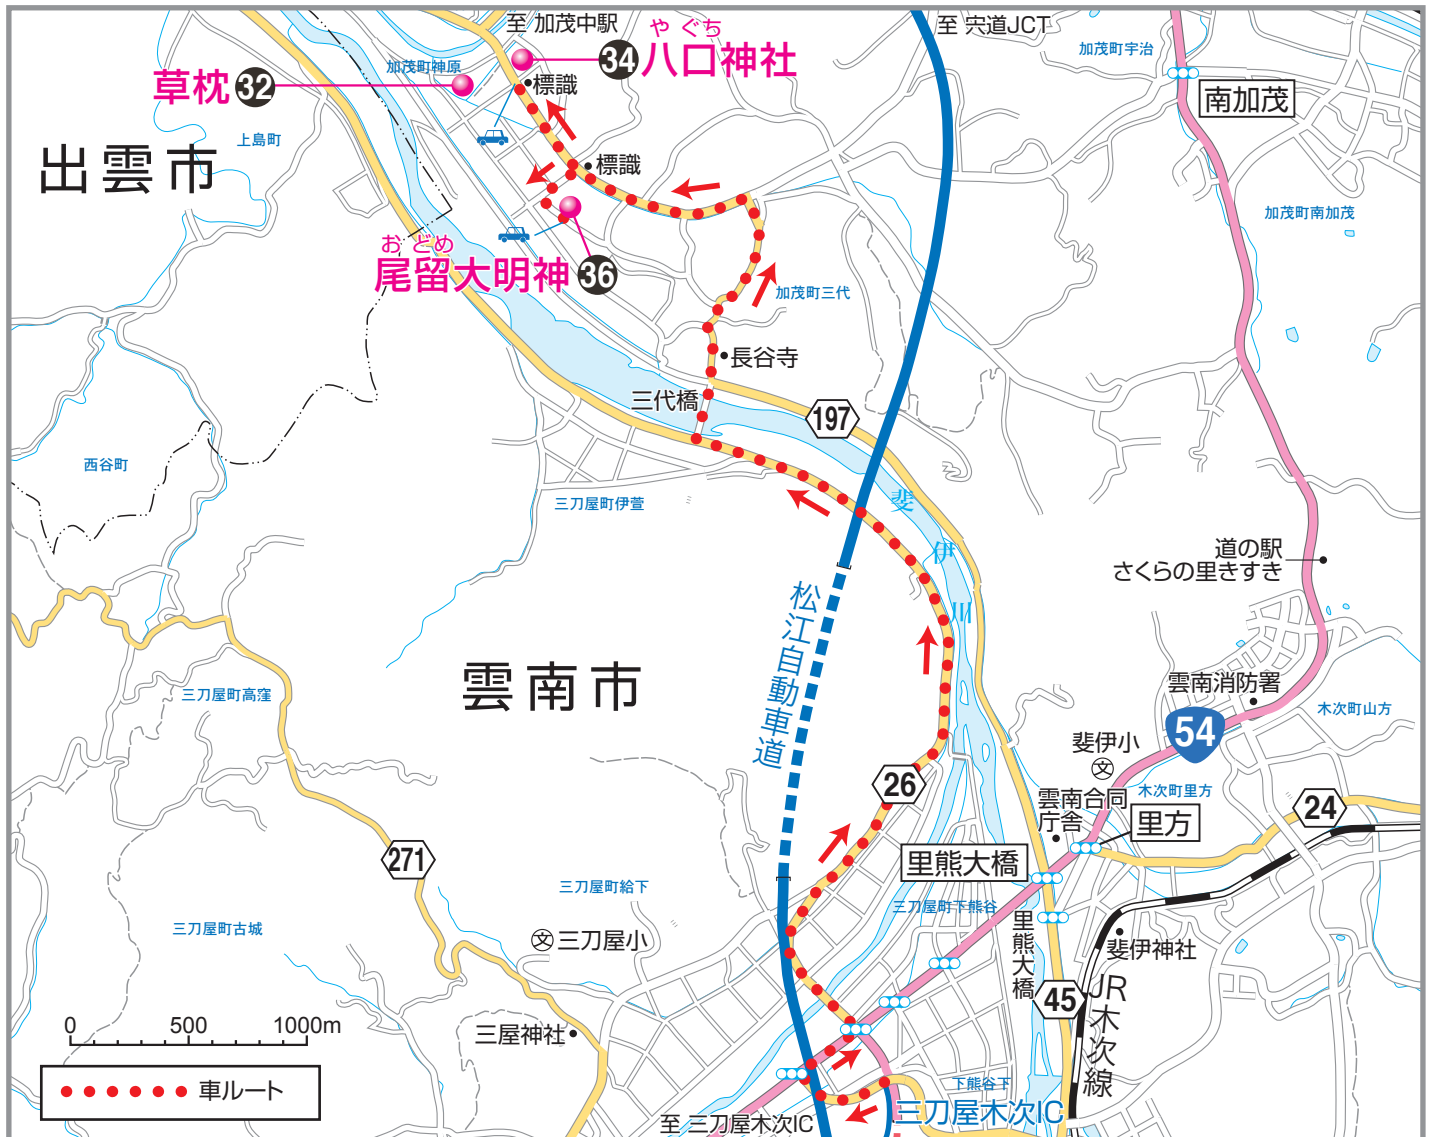 至 加茂中駅
至 宍道JCT
やぐち
34 八口神社
加茂町宇治
加茂町神原
草枕 32
標識
南加茂
上島町
出雲市
標識
加茂町南加茂
おどめ
尾留大明神 36
加茂町三代
長谷寺
三代橋
197
西谷町
三刀屋町伊萱
斐伊川
道の駅
さくらの里きすき
松江自動車道
雲南市
三刀屋町高窪
雲南消防署
木次町山方
54
斐伊小
文
26
雲南合同
庁舎
木次町里方
里方
24
271
里熊大橋
三刀屋町給下
三刀屋町下熊谷
三刀屋町古城
文 三刀屋小
里熊大橋
斐伊神社
45
JR木次線
0 500 1000m
三屋神社
車ルート
下熊谷下
三刀屋木次IC
至 三刀屋木次IC